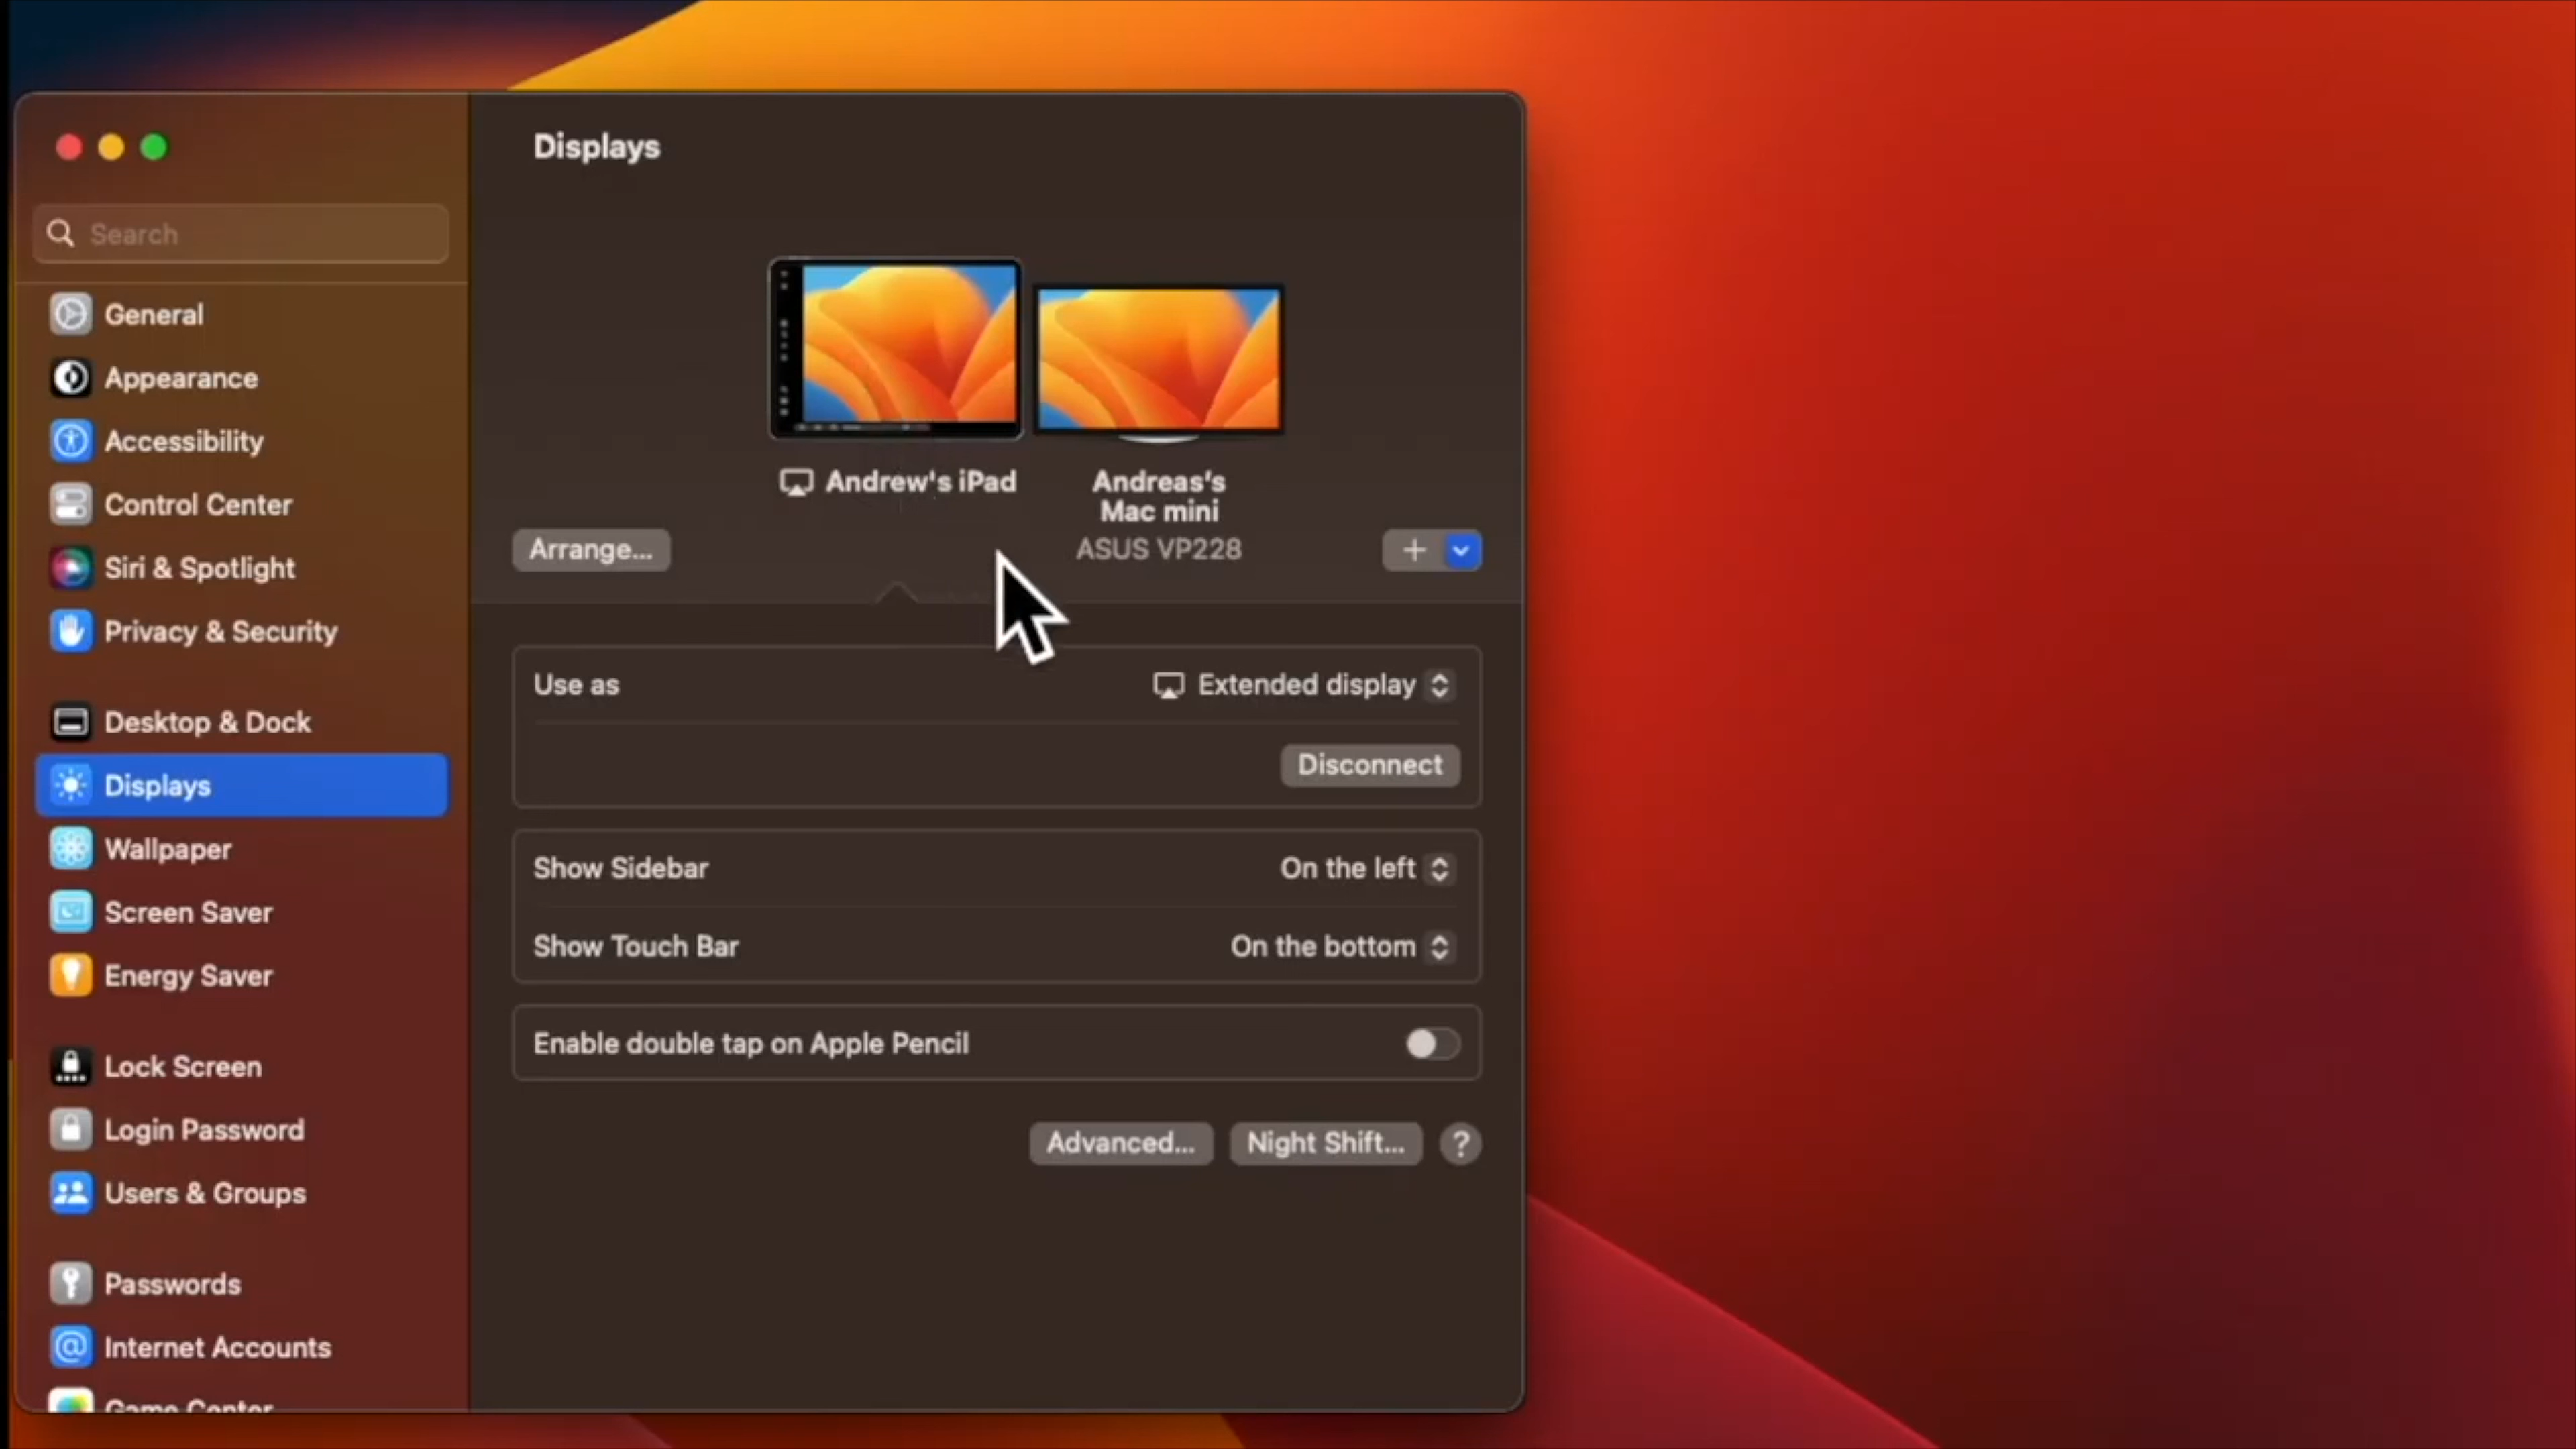 Displays
Search
General
Appearance
Accessibility
Control Center
Siri & Spotlight
Privacy & Security
Desktop & Dock
Displays
Wallpaper
Screen Saver
Energy Saver
Lock Screen
Login Password
Users & Groups
Passwords
Internet Accounts
Game Center
Andrew's iPad
Andreas's
Mac mini
ASUS VP228
Arrange...
Use as
Extended display
Disconnect
Show Sidebar
On the left
Show Touch Bar
On the bottom
Enable double tap on Apple Pencil
Advanced...
Night Shift...
?